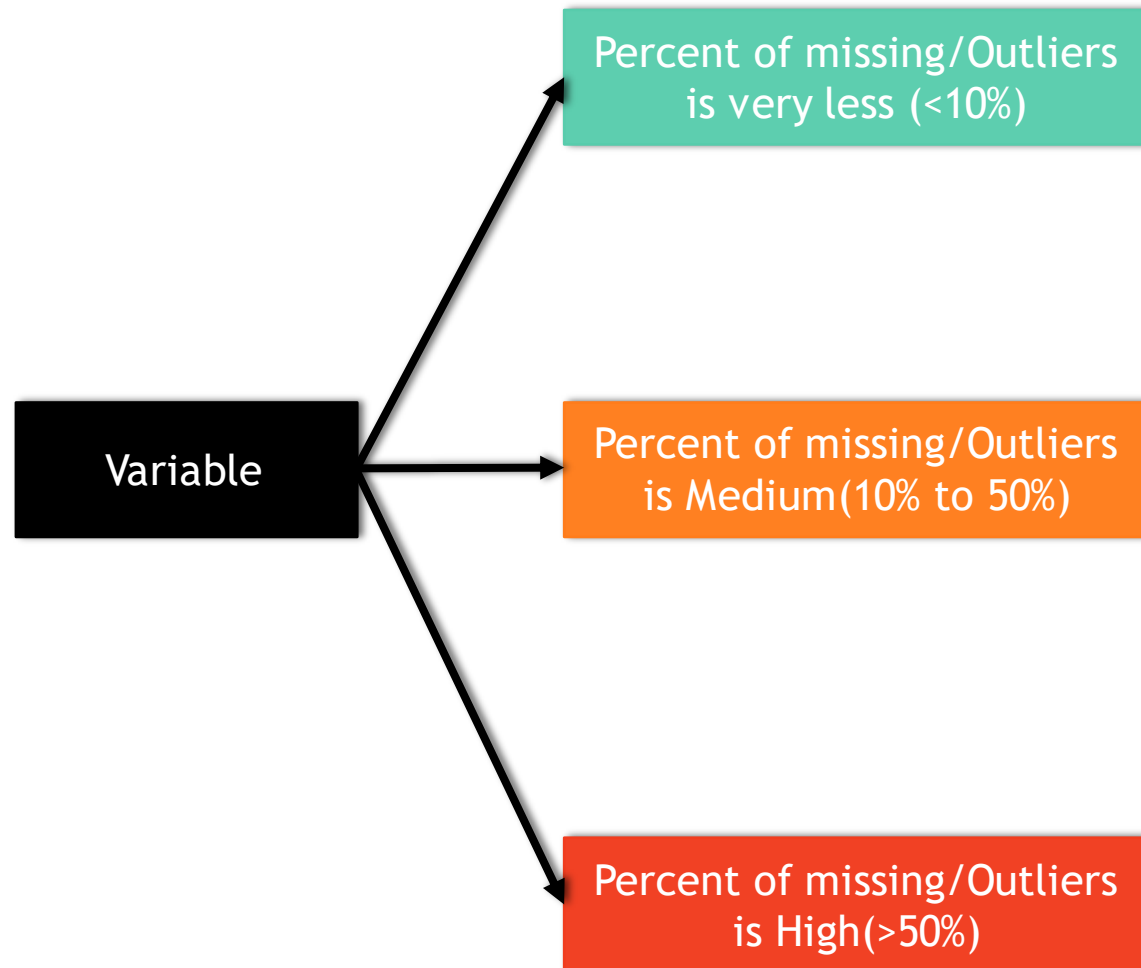 Percent of missing/Outliers
is very less (<10%)
Variable
Percent of missing/Outliers
is Medium(10% to 50%)
Percent of missing/Outliers
is High(>50%)